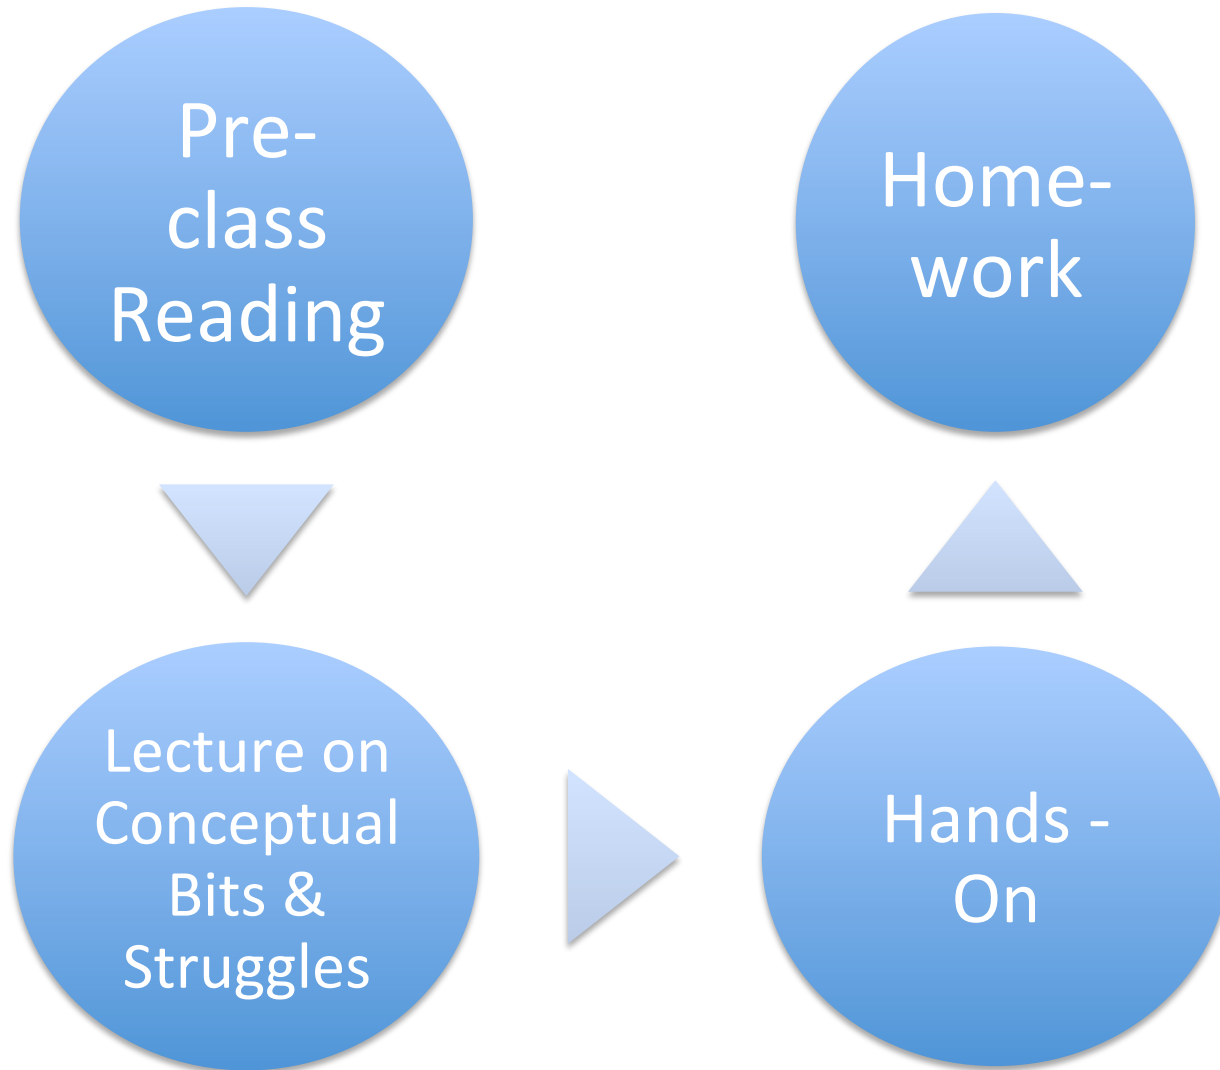 Pre-
class
Reading
Lecture on
Conceptual
Bits &
Struggles
Hands -
On
Home-
work